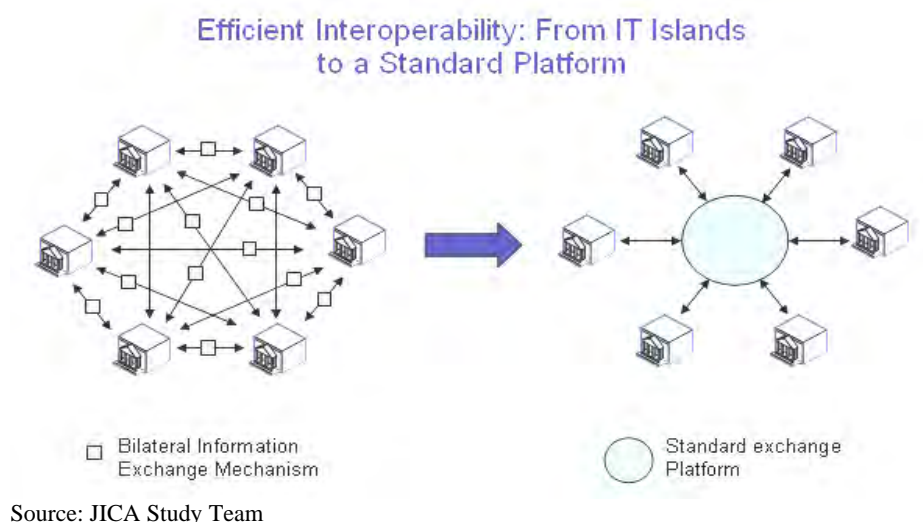 Efficient Interoperability: From IT Islands
to a Standard Platform
Bilateral Information
Exchange Mechanism
Standard exchange
Platform
Source: JICA Study Team